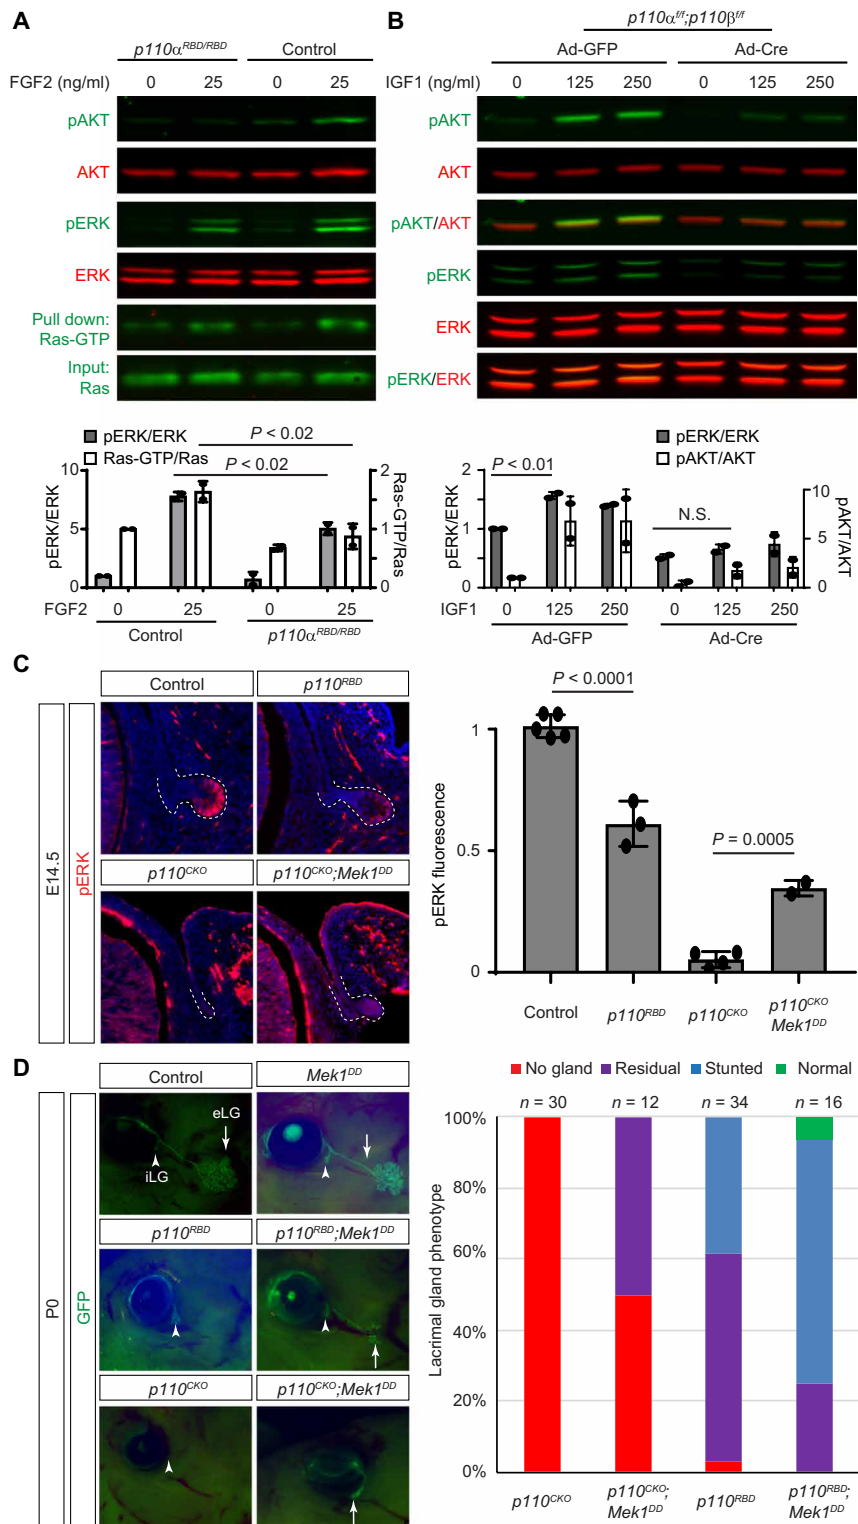 A
p110α^RBD/RBD Control
FGF2 (ng/ml) 0 25 0 25
pAKT
AKT
pERK
ERK
Pull down:
Ras-GTP
Input:
Ras
pERK/ERK
Ras-GTP/Ras
P < 0.02
P < 0.02
pERK/ERK
10
5
0
Ras-GTP/Ras
2
1
0
FGF2 0 25 0 25
Control p110α^RBD/RBD
B
p110α^f/f;p110β^f/f
Ad-GFP Ad-Cre
IGF1 (ng/ml) 0 125 250 0 125 250
pAKT
AKT
pAKT/AKT
pERK
ERK
pERK/ERK
pERK/ERK
pAKT/AKT
P < 0.01
N.S.
pERK/ERK
2
1
0
pAKT/AKT
10
5
0
IGF1 0 125 250 0 125 250
Ad-GFP Ad-Cre
C
E14.5
pERK
Control p110^RBD
p110^CKO p110^CKO;Mek1^DD
P < 0.0001
P = 0.0005
pERK fluorescence
1
0.5
0
Control p110^RBD p110^CKO p110^CKO
Mek1^DD
D
P0
GFP
Control Mek1^DD
eLG
iLG
p110^RBD p110^RBD;Mek1^DD
p110^CKO p110^CKO;Mek1^DD
No gland Residual Stunted Normal
n = 30 n = 12 n = 34 n = 16
Lacrimal gland phenotype
100%
80%
60%
40%
20%
0%
p110^CKO p110^CKO; p110^RBD p110^RBD;
Mek1^DD Mek1^DD